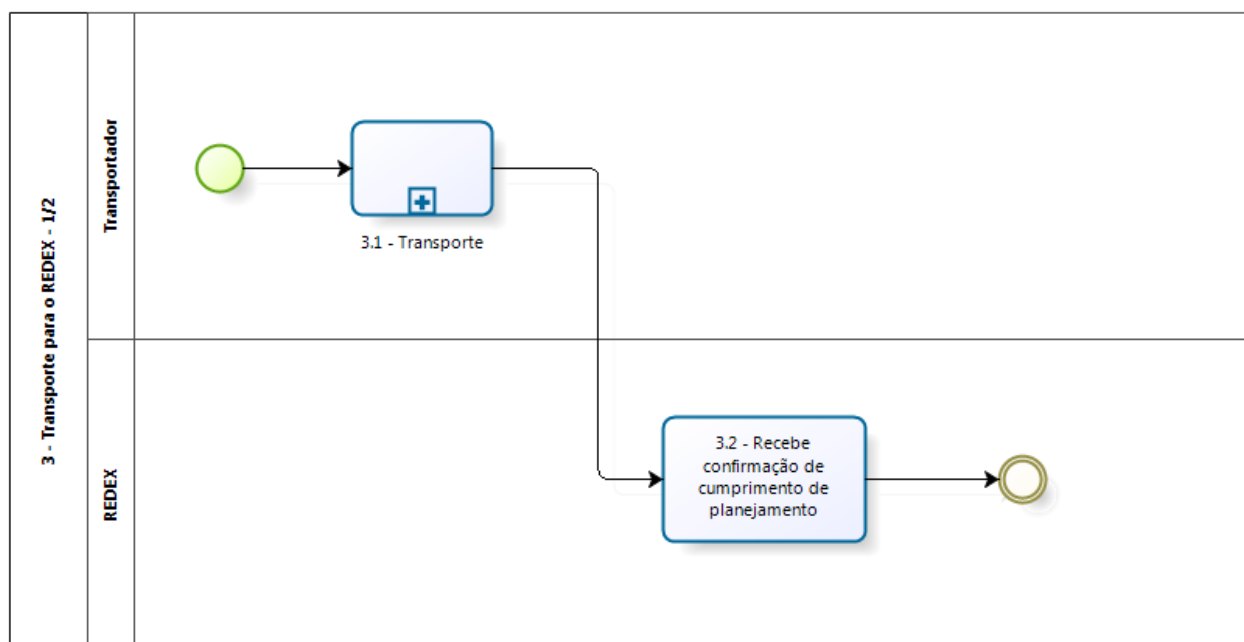 3 - Transporte para o REDEX - 1/2
Transportador
3.1 - Transporte
REDEX
3.2 - Recebe
confirmação de
cumprimento de
planejamento